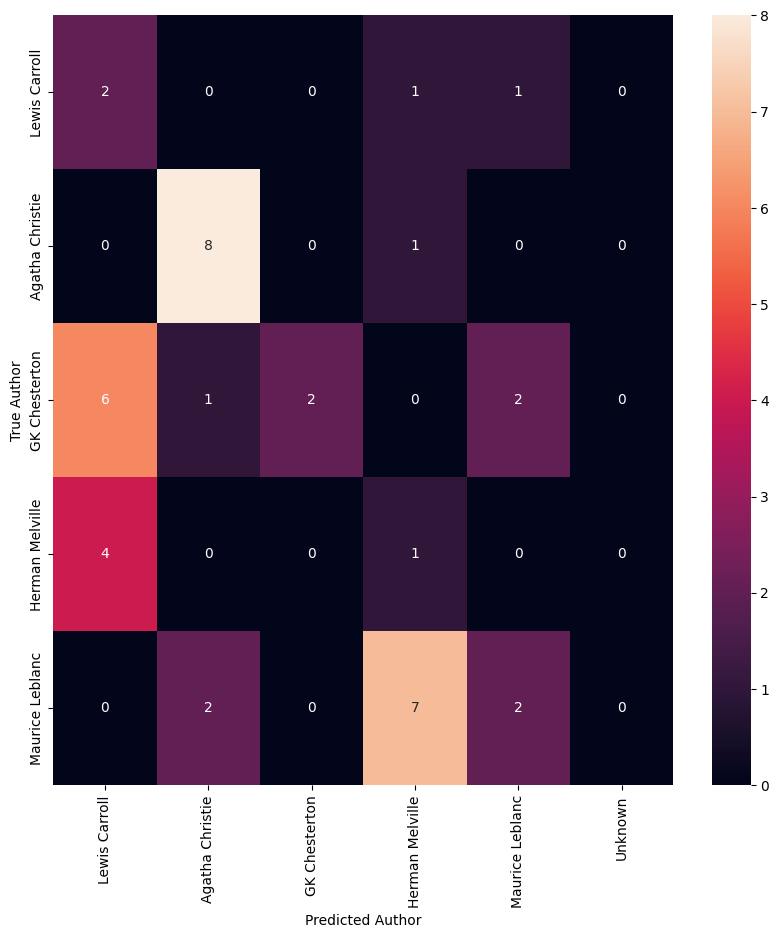 True Author
Lewis Carroll
2 0 0 1 1 0
Agatha Christie
0 8 0 1 0 0
GK Chesterton
6 1 2 0 2 0
Herman Melville
4 0 0 1 0 0
Maurice Leblanc
0 2 0 7 2 0
Lewis Carroll
Agatha Christie
GK Chesterton
Herman Melville
Maurice Leblanc
Unknown
Predicted Author
8
7
6
5
4
3
2
1
0